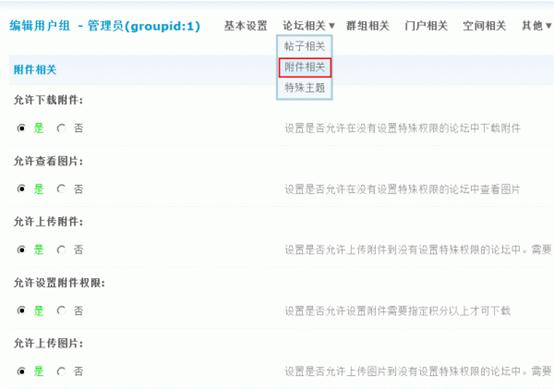 编辑用户组 - 管理员(groupid:1) 基本设置 论坛相关 群组相关 门户相关 空间相关 其他
帖子相关
附件相关
特殊主题
附件相关
允许下载附件:
是 否 设置是否允许在没有设置特殊权限的论坛中下载附件
允许查看图片:
是 否 设置是否允许在没有设置特殊权限的论坛中查看图片
允许上传附件:
是 否 设置是否允许上传附件到没有设置特殊权限的论坛中。需要
允许设置附件权限:
是 否 设置是否允许设置附件需要指定积分以上才可下载
允许上传图片:
是 否 设置是否允许上传图片到没有设置特殊权限的论坛中。需要